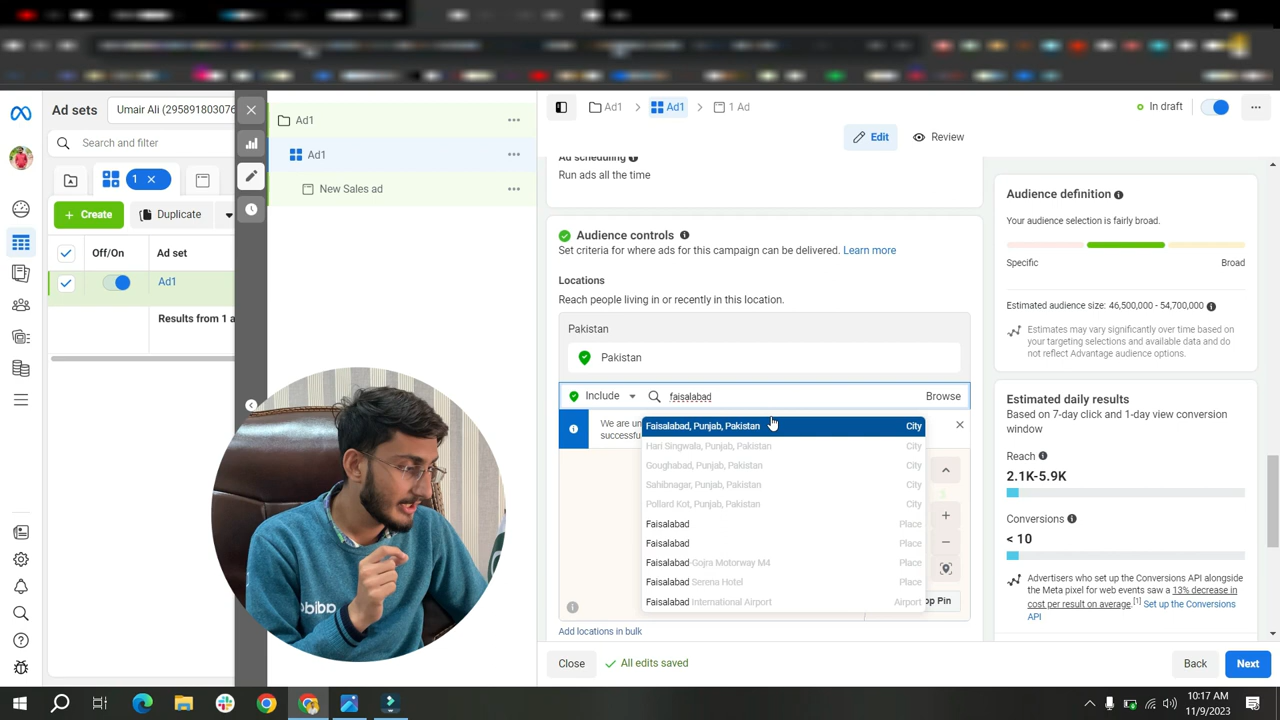 Ad sets
Umair Ali (295891803076
Search and filter
1
Create
Duplicate
Off/On
Ad set
Ad1
Results from 1 a
Ad1
Ad1
New Sales ad
Ad1
Ad1
1 Ad
In draft
Edit
Review
Ad scheduling
Run ads all the time
Audience controls
Set criteria for where ads for this campaign can be delivered. Learn more
Locations
Reach people living in or recently in this location.
Pakistan
Pakistan
Include
faisalabad
Browse
We are un
successfu
Faisalabad, Punjab, Pakistan City
Hari Singwala, Punjab, Pakistan City
Goughabad, Punjab, Pakistan City
Sahibnagar, Punjab, Pakistan City
Pollard Kot, Punjab, Pakistan City
Faisalabad Place
Faisalabad Place
Faisalabad-Gojra Motorway M4 Place
Faisalabad Serena Hotel Place
Faisalabad International Airport Airport
op Pin
Add locations in bulk
Close
All edits saved
Back
Next
Audience definition
Your audience selection is fairly broad.
Specific
Broad
Estimated audience size: 46,500,000 - 54,700,000
Estimates may vary significantly over time based on
your targeting selections and available data and do
not reflect Advantage audience options.
Estimated daily results
Based on 7-day click and 1-day view conversion
window
Reach
2.1K-5.9K
Conversions
< 10
Advertisers who set up the Conversions API alongside
the Meta pixel for web events saw a 13% decrease in
cost per result on average.[1] Set up the Conversions
API
obibp
10:17 AM
11/9/2023